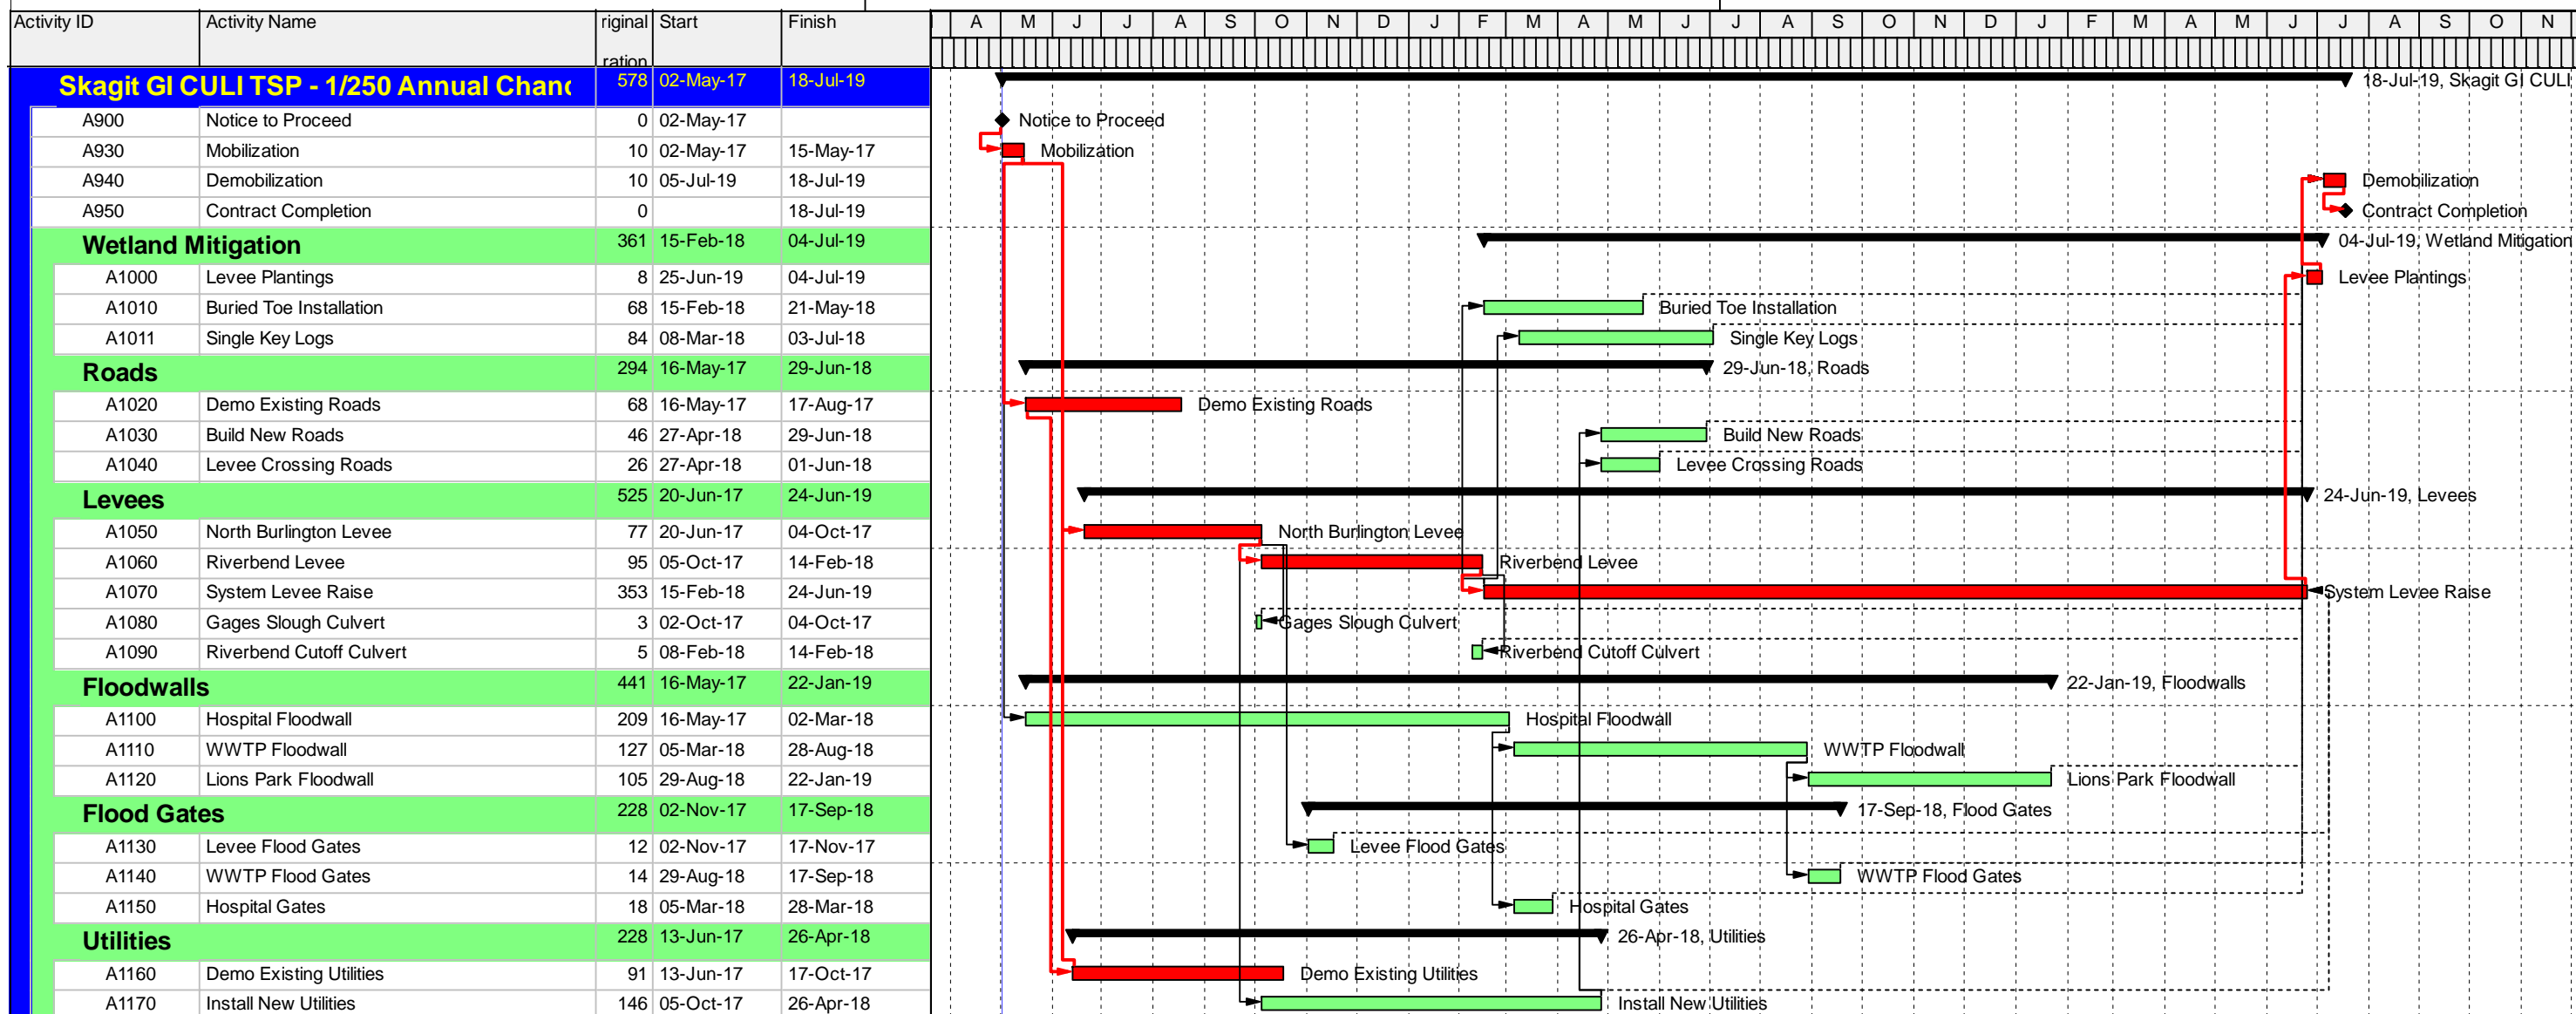 Activity ID Activity Name riginal Start Finish A M J J A S O N D J F M A M J J A S O N D J F M A M J J A S O N
ration
Skagit GI CULI TSP - 1/250 Annual Chanc 578 02-May-17 18-Jul-19 18-Jul-19, Skagit GI CULI
A900 Notice to Proceed 0 02-May-17 Notice to Proceed
A930 Mobilization 10 02-May-17 15-May-17 Mobilization
A940 Demobilization 10 05-Jul-19 18-Jul-19 Demobilization
A950 Contract Completion 0 18-Jul-19 Contract Completion
Wetland Mitigation 361 15-Feb-18 04-Jul-19 04-Jul-19, Wetland Mitigation
A1000 Levee Plantings 8 25-Jun-19 04-Jul-19 Levee Plantings
A1010 Buried Toe Installation 68 15-Feb-18 21-May-18 Buried Toe Installation
A1011 Single Key Logs 84 08-Mar-18 03-Jul-18 Single Key Logs
Roads 294 16-May-17 29-Jun-18 29-Jun-18, Roads
A1020 Demo Existing Roads 68 16-May-17 17-Aug-17 Demo Existing Roads
A1030 Build New Roads 46 27-Apr-18 29-Jun-18 Build New Roads
A1040 Levee Crossing Roads 26 27-Apr-18 01-Jun-18 Levee Crossing Roads
Levees 525 20-Jun-17 24-Jun-19 24-Jun-19, Levees
A1050 North Burlington Levee 77 20-Jun-17 04-Oct-17 North Burlington Levee
A1060 Riverbend Levee 95 05-Oct-17 14-Feb-18 Riverbend Levee
A1070 System Levee Raise 353 15-Feb-18 24-Jun-19 System Levee Raise
A1080 Gages Slough Culvert 3 02-Oct-17 04-Oct-17 Gages Slough Culvert
A1090 Riverbend Cutoff Culvert 5 08-Feb-18 14-Feb-18 Riverbend Cutoff Culvert
Floodwalls 441 16-May-17 22-Jan-19 22-Jan-19, Floodwalls
A1100 Hospital Floodwall 209 16-May-17 02-Mar-18 Hospital Floodwall
A1110 WWTP Floodwall 127 05-Mar-18 28-Aug-18 WWTP Floodwall
A1120 Lions Park Floodwall 105 29-Aug-18 22-Jan-19 Lions Park Floodwall
Flood Gates 228 02-Nov-17 17-Sep-18 17-Sep-18, Flood Gates
A1130 Levee Flood Gates 12 02-Nov-17 17-Nov-17 Levee Flood Gates
A1140 WWTP Flood Gates 14 29-Aug-18 17-Sep-18 WWTP Flood Gates
A1150 Hospital Gates 18 05-Mar-18 28-Mar-18 Hospital Gates
Utilities 228 13-Jun-17 26-Apr-18 26-Apr-18, Utilities
A1160 Demo Existing Utilities 91 13-Jun-17 17-Oct-17 Demo Existing Utilities
A1170 Install New Utilities 146 05-Oct-17 26-Apr-18 Install New Utilities